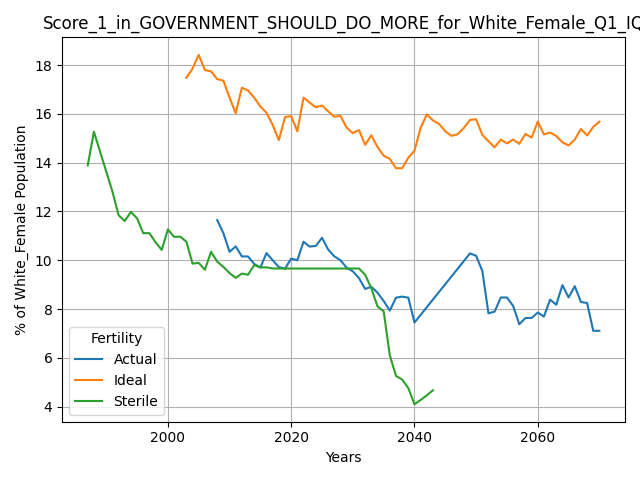 Score_1_in_GOVERNMENT_SHOULD_DO_MORE_for_White_Female_Q1_IQ
% of White_Female Population
18
16
14
12
10
8
6
4
Fertility
Actual
Ideal
Sterile
2000 2020 2040 2060
Years